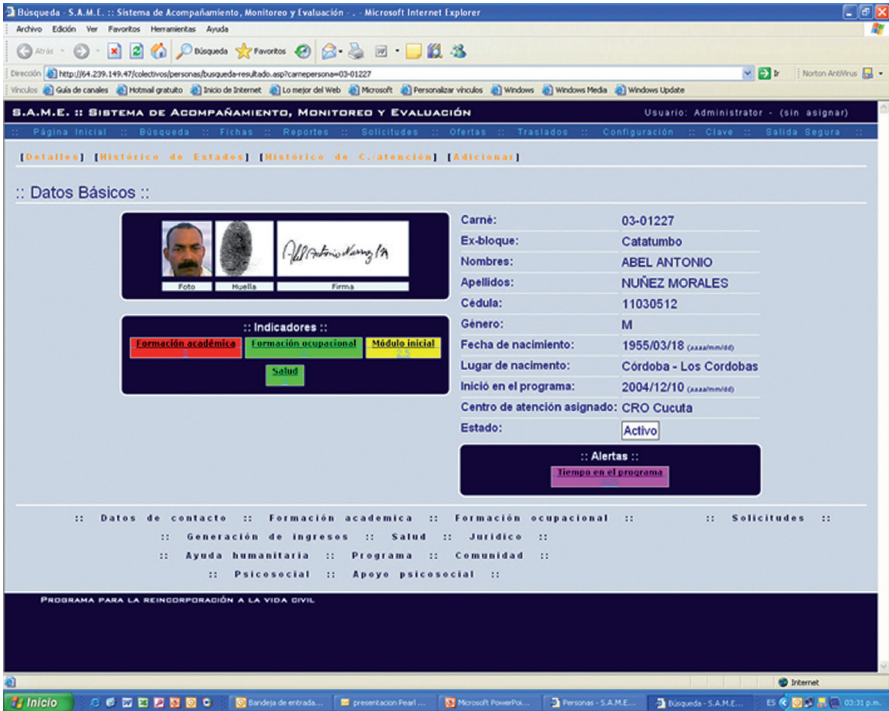 Búsqueda - S.A.M.E. :: Sistema de Acompañamiento, Monitoreo y Evaluación - . - Microsoft Internet Explorer
Archivo Edición Ver Favoritos Herramientas Ayuda
Atrás Búsqueda Favoritos
Dirección http://64.239.149.47/colectivos/personas/busqueda-resultado.asp?carnepersona=03-01227 Ir Norton AntiVirus
Vínculos Guía de canales Hotmail gratuito Inicio de Internet Lo mejor del Web Microsoft Personalizar vínculos Windows Windows Media Windows Update
S.A.M.E. :: Sistema de Acompañamiento, Monitoreo y Evaluación Usuario: Administrator - (sin asignar)
:: Página Inicial :: Búsqueda :: Fichas :: Reportes :: Solicitudes :: Ofertas :: Traslados :: Configuración :: Clave :: Salida Segura ::
[Detalles] [Histórico de Estados] [Histórico de C./atención] [Adicionar]
:: Datos Básicos ::
Foto Huella Firma
:: Indicadores ::
Formación académica Formación ocupacional Módulo inicial
Salud
Carné: 03-01227
Ex-bloque: Catatumbo
Nombres: ABEL ANTONIO
Apellidos: NUÑEZ MORALES
Cédula: 11030512
Género: M
Fecha de nacimiento: 1955/03/18 (aaaa/mm/dd)
Lugar de nacimento: Córdoba - Los Cordobas
Inició en el programa: 2004/12/10 (aaaa/mm/dd)
Centro de atención asignado: CRO Cucuta
Estado: Activo
:: Alertas ::
Tiempo en el programa
:: Datos de contacto :: Formación academica :: Formación ocupacional :: :: Solicitudes ::
:: Generación de ingresos :: Salud :: Jurídico ::
:: Ayuda humanitaria :: Programa :: Comunidad ::
:: Psicosocial :: Apoyo psicosocial ::
Programa para la reincorporación a la vida civil
Internet
Inicio Bandeja de entrada... presentacion Pearl ... Microsoft PowerPoi... Personas - S.A.M.E... Búsqueda - S.A.M.E... ES 03:31 p.m.